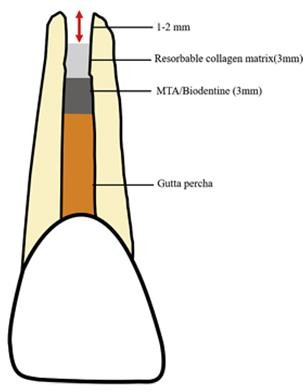 1-2 mm
Resorbable collagen matrix(3mm)
MTA/Biodentine (3mm)
Gutta percha